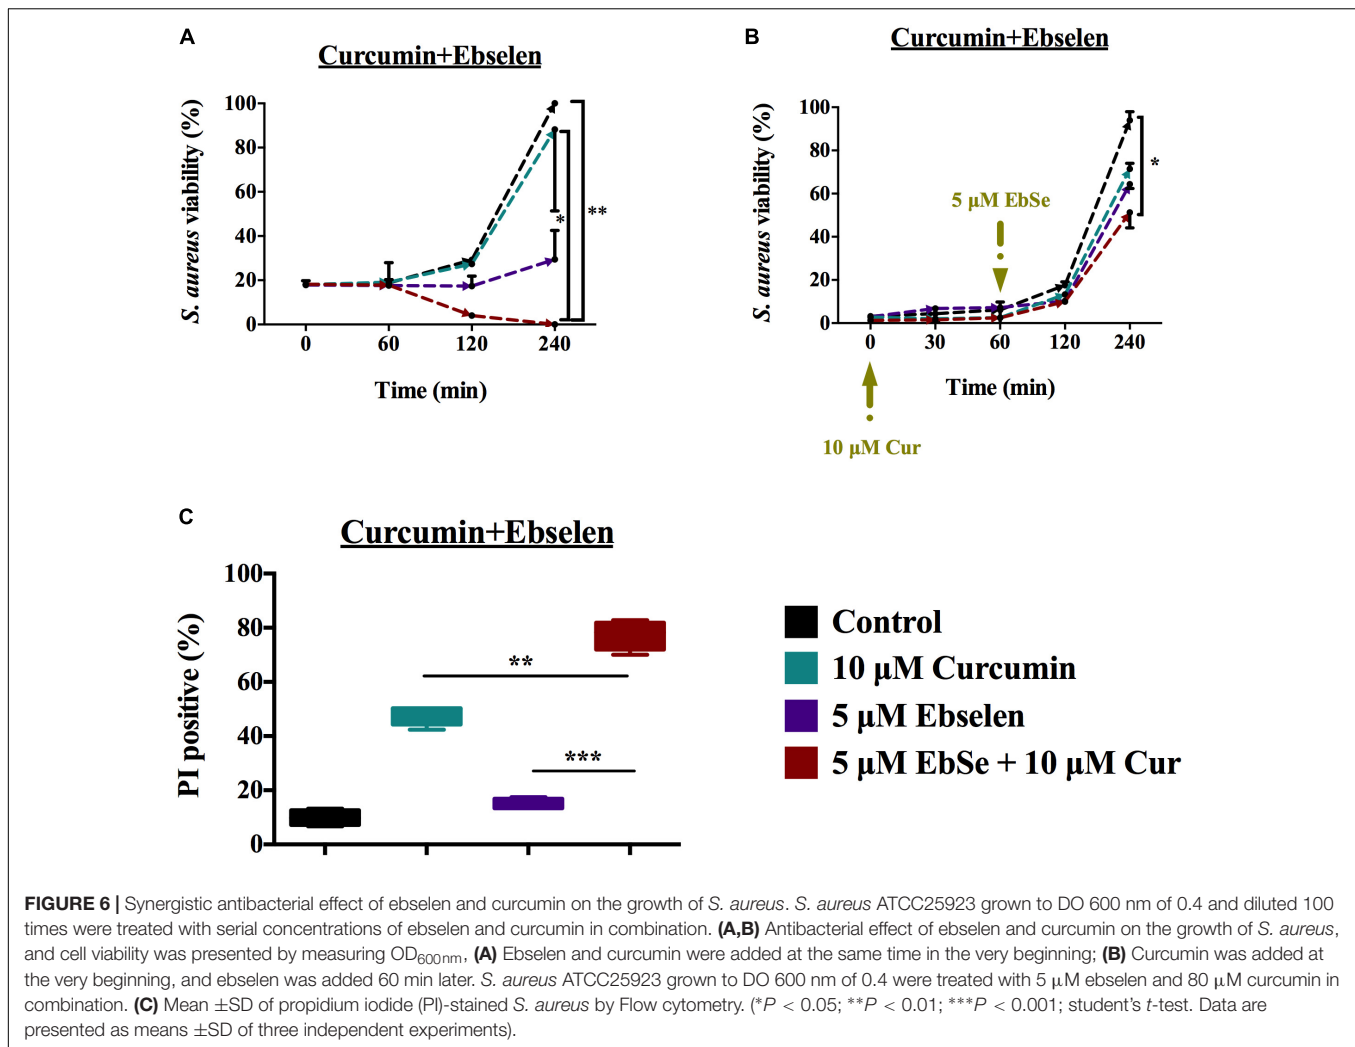 A
Curcumin+Ebselen
S. aureus viability (%)
100
80
60
40
20
0
0 60 120 240
Time (min)
*
**
B
Curcumin+Ebselen
S. aureus viability (%)
100
80
60
40
20
0
0 30 60 120 240
Time (min)
5 µM EbSe
10 µM Cur
*
C
Curcumin+Ebselen
PI positive (%)
100
80
60
40
20
0
**
***
Control
10 µM Curcumin
5 µM Ebselen
5 µM EbSe + 10 µM Cur
FIGURE 6 | Synergistic antibacterial effect of ebselen and curcumin on the growth of S. aureus. S. aureus ATCC25923 grown to DO 600 nm of 0.4 and diluted 100
times were treated with serial concentrations of ebselen and curcumin in combination. (A,B) Antibacterial effect of ebselen and curcumin on the growth of S. aureus,
and cell viability was presented by measuring OD600nm, (A) Ebselen and curcumin were added at the same time in the very beginning; (B) Curcumin was added at
the very beginning, and ebselen was added 60 min later. S. aureus ATCC25923 grown to DO 600 nm of 0.4 were treated with 5 µM ebselen and 80 µM curcumin in
combination. (C) Mean ±SD of propidium iodide (PI)-stained S. aureus by Flow cytometry. (*P < 0.05; **P < 0.01; ***P < 0.001; student's t-test. Data are
presented as means ±SD of three independent experiments).